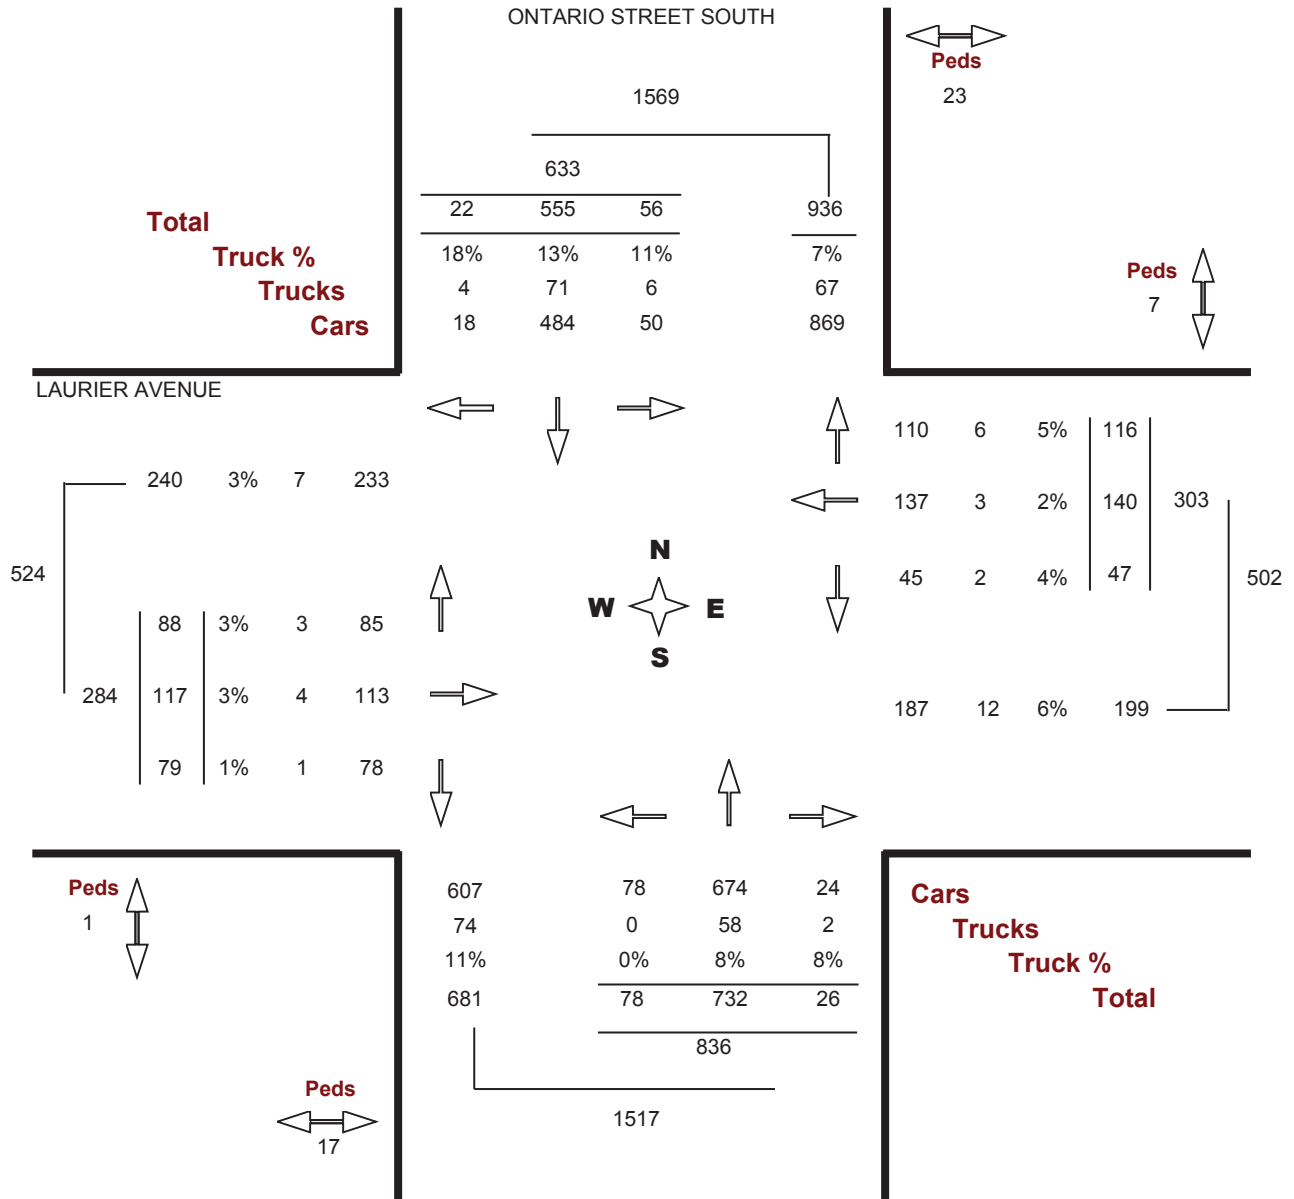 ONTARIO STREET SOUTH
Peds
23
1569
633
22 555 56 936
Total
18% 13% 11% 7%
Truck %
4 71 6 67
Trucks
18 484 50 869
Cars
Peds
7
LAURIER AVENUE
110 6 5% 116
240 3% 7 233
137 3 2% 140 303
N
524
45 2 4% 47 502
W E
88 3% 3 85
S
284 117 3% 4 113
187 12 6% 199
79 1% 1 78
Peds
1
607 78 674 24
74 0 58 2
11% 0% 8% 8%
681 78 732 26
Cars
Trucks
Truck %
Total
836
Peds
17
1517